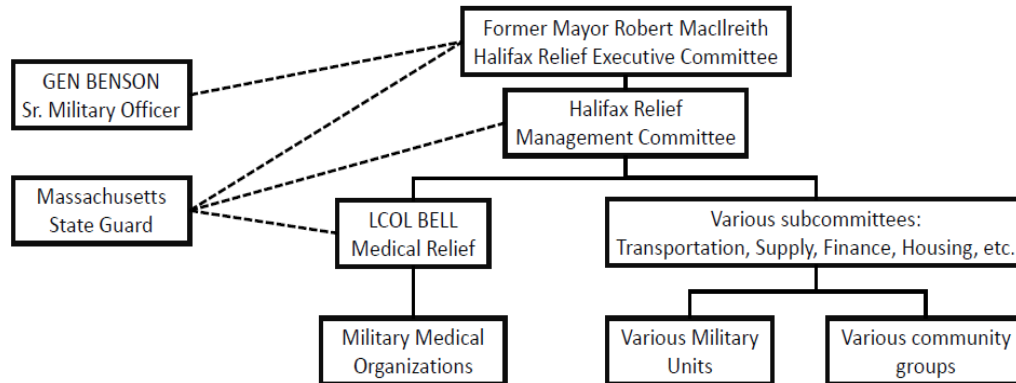 Former Mayor Robert MacIlreith
Halifax Relief Executive Committee
GEN BENSON
Sr. Military Officer
Halifax Relief
Management Committee
Massachusetts
State Guard
LCOL BELL
Medical Relief
Various subcommittees:
Transportation, Supply, Finance, Housing, etc.
Military Medical
Organizations
Various Military
Units
Various community
groups